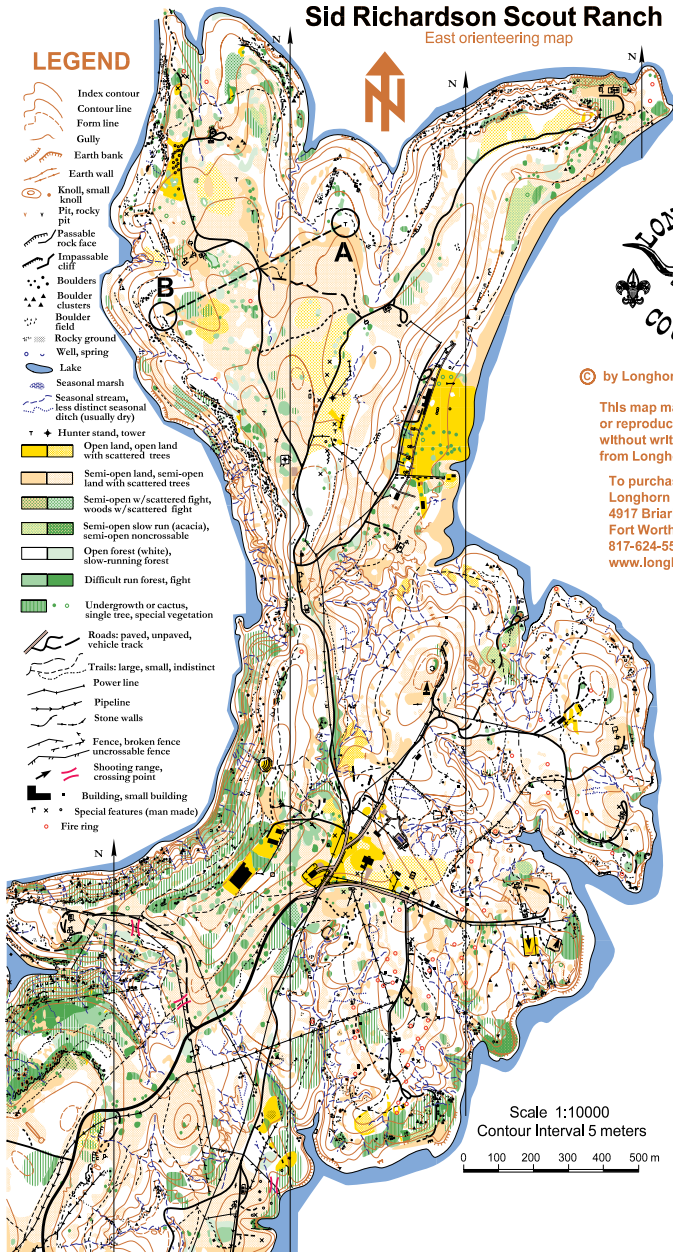 Sid Richardson Scout Ranch
East orienteering map
LEGEND
Index contour
Contour line
Form line
Gully
Earth bank
Earth wall
Knoll, small
knoll
Pit, rocky
pit
Passable
rock face
Impassable
cliff
Boulders
Boulder
clusters
Boulder
field
Rocky ground
Well, spring
Lake
Seasonal marsh
Seasonal stream,
less distinct seasonal
ditch (usually dry)
Hunter stand, tower
Open land, open land
with scattered trees
Semi-open land, semi-open
land with scattered trees
Semi-open w/scattered fight,
woods w/scattered fight
Semi-open slow run (acacia),
semi-open noncrossable
Open forest (white),
slow-running forest
Difficult run forest, fight
Undergrowth or cactus,
single tree, special vegetation
Roads: paved, unpaved,
vehicle track
Trails: large, small, indistinct
Power line
Pipeline
Stone walls
Fence, broken fence
uncrossable fence
Shooting range,
crossing point
Building, small building
Special features (man made)
Fire ring
N
N
N
N
N
A
B
LON
COU
© by Longhor
This map ma
or reproduc
without writ
from Longho
To purchas
Longhorn
4917 Briar
Fort Worth
817-624-55
www.longh
Scale 1:10000
Contour Interval 5 meters
0 100 200 300 400 500 m